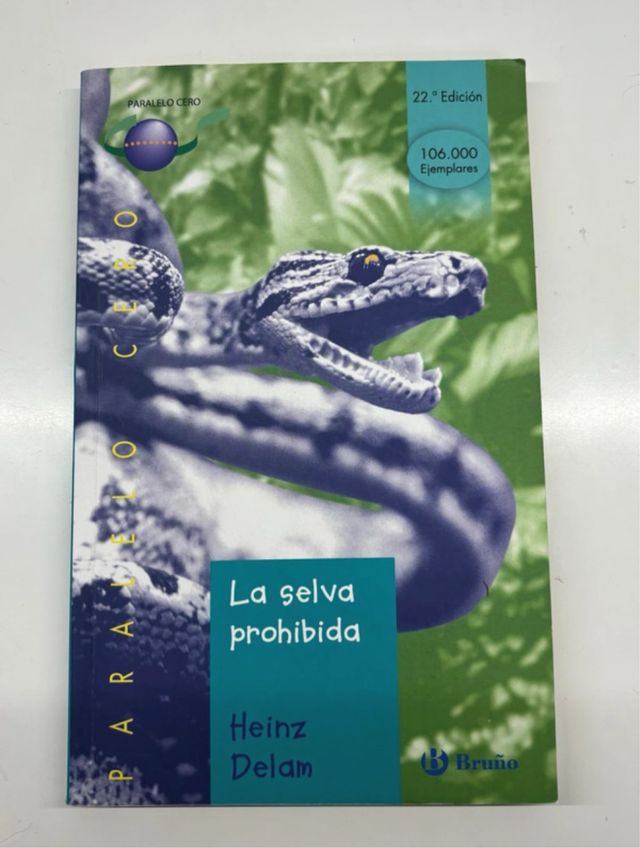 PARALELO CERO
22.ª Edición
106.000
Ejemplares
PARALELO CERO
La selva
prohibida
Heinz
Delam
Bruño